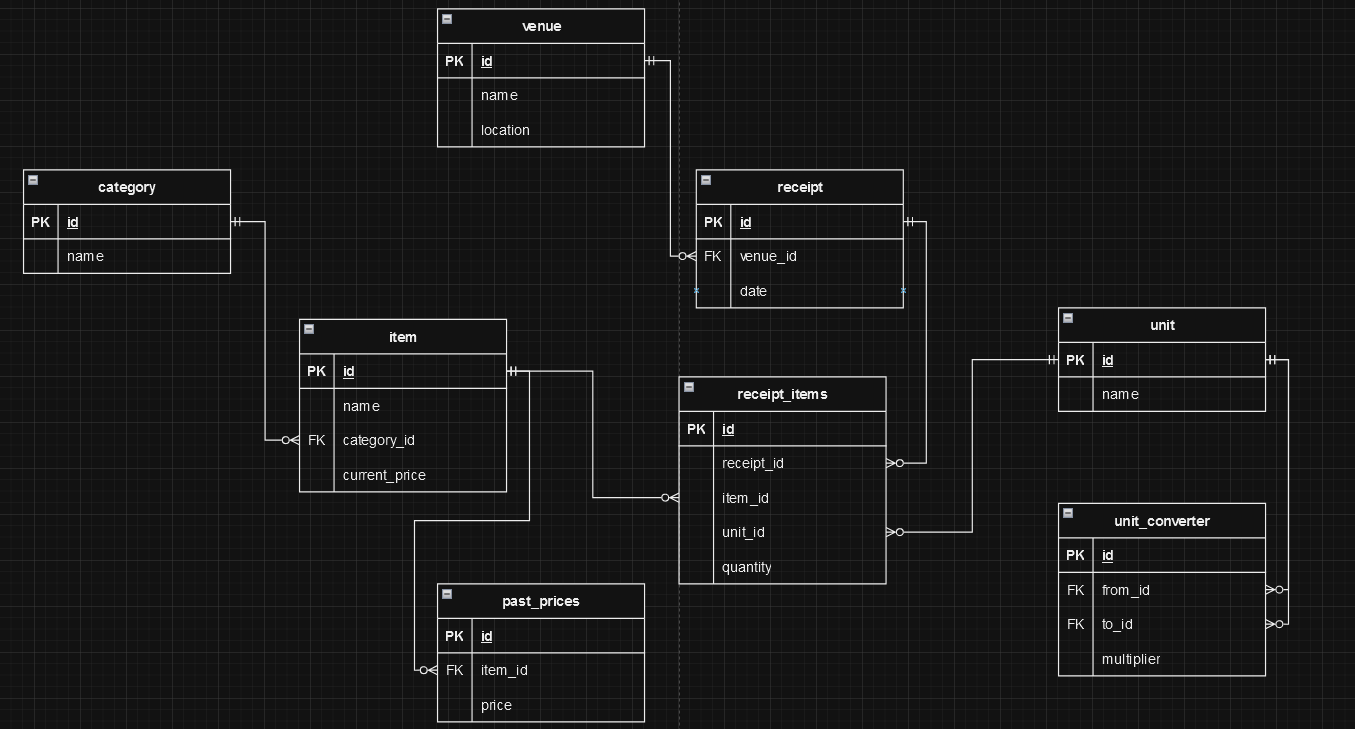 venue
PK id
name
location
category
PK id
name
receipt
PK id
FK venue_id
date
item
PK id
name
FK category_id
current_price
receipt_items
PK id
receipt_id
item_id
unit_id
quantity
unit
PK id
name
unit_converter
PK id
FK from_id
FK to_id
multiplier
past_prices
PK id
FK item_id
price